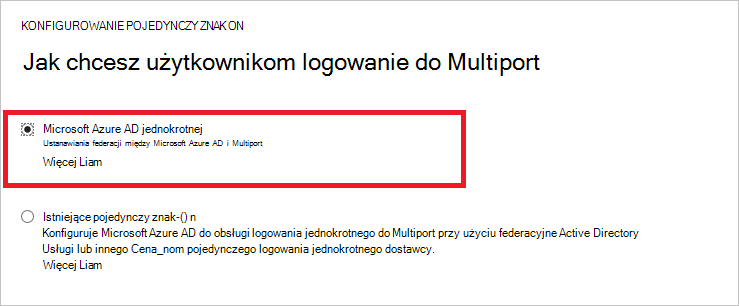 KONFIGUROWANIE POJEDYNCZY ZNAK ON
Jak chcesz użytkownikom logowanie do Multiport
Microsoft Azure AD jednokrotnej
Ustanawiania federacji między Microsoft Azure AD i Multiport
Więcej Liam
Istniejące pojedynczy znak-() n
Konfiguruje Microsoft Azure AD do obsługi logowania jednokrotnego do Multiport przy użyciu federacyjne Active Directory
Usługi lub innego Cena_nom pojedynczego logowania jednokrotnego dostawcy.
Więcej Liam